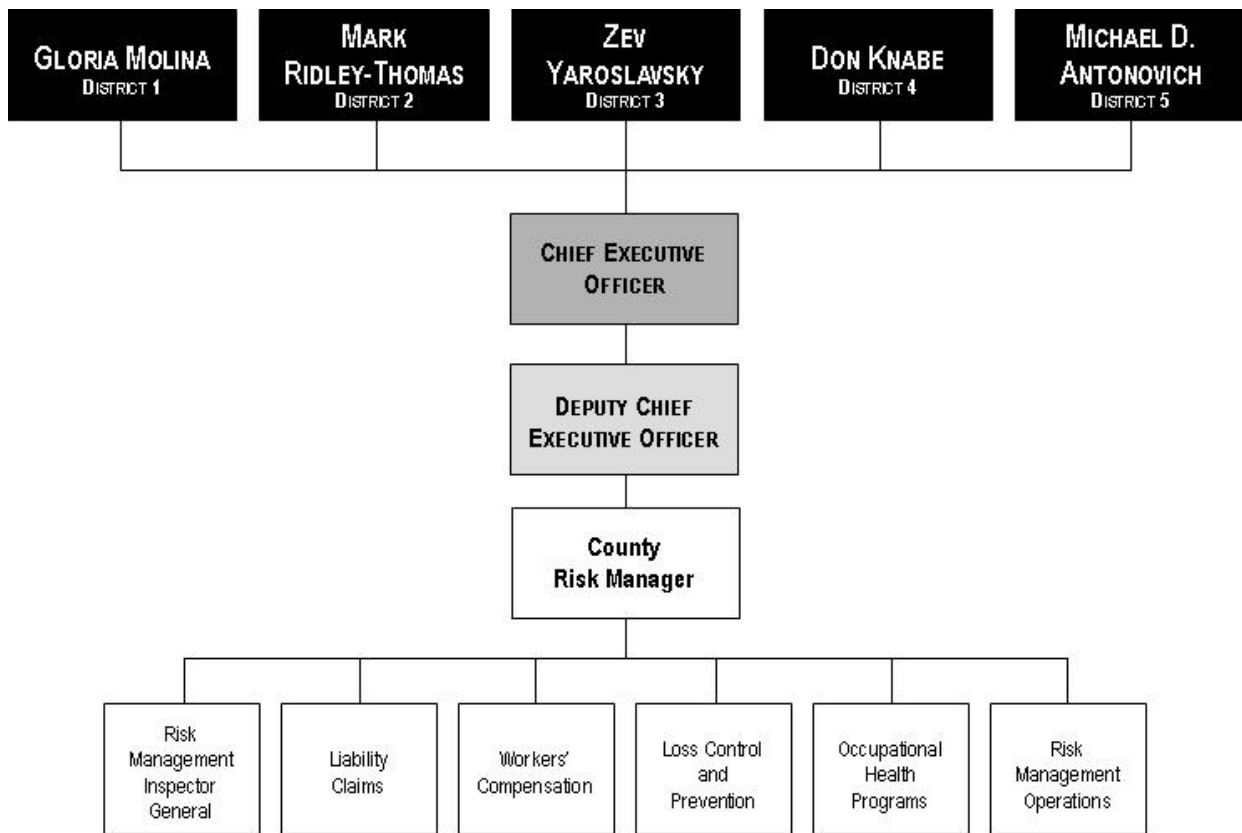 GLORIA MOLINA
DISTRICT 1
MARK
RIDLEY-THOMAS
DISTRICT 2
ZEV
YAROSLAVSKY
DISTRICT 3
DON KNABE
DISTRICT 4
MICHAEL D.
ANTONOVICH
DISTRICT 5
CHIEF EXECUTIVE
OFFICER
DEPUTY CHIEF
EXECUTIVE OFFICER
County
Risk Manager
Risk
Management
Inspector
General
Liability
Claims
Workers'
Compensation
Loss Control
and
Prevention
Occupational
Health
Programs
Risk
Management
Operations